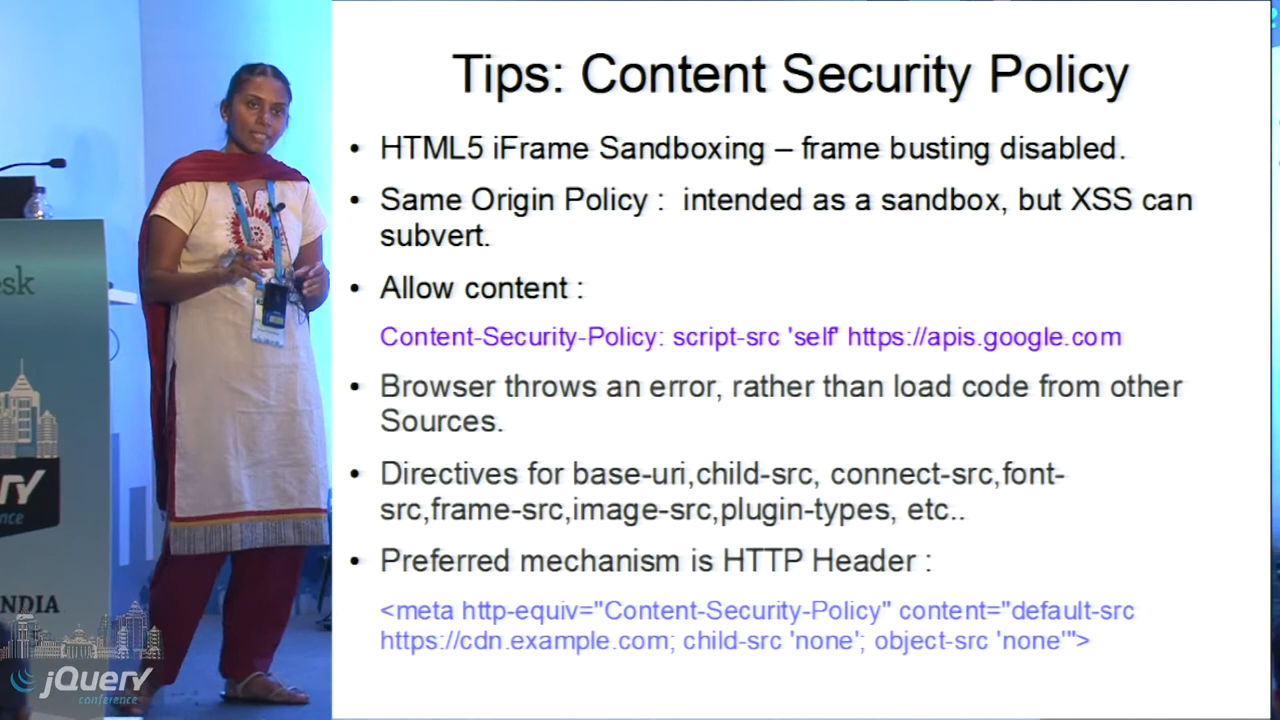 Tips: Content Security Policy
• HTML5 iFrame Sandboxing – frame busting disabled.
• Same Origin Policy :  intended as a sandbox, but XSS can
subvert.
• Allow content :
Content-Security-Policy: script-src 'self' https://apis.google.com
• Browser throws an error, rather than load code from other
Sources.
• Directives for base-uri,child-src, connect-src,font-
src,frame-src,image-src,plugin-types, etc..
• Preferred mechanism is HTTP Header :
<meta http-equiv="Content-Security-Policy" content="default-src
https://cdn.example.com; child-src 'none'; object-src 'none'">
INDIA
jQuery
conference